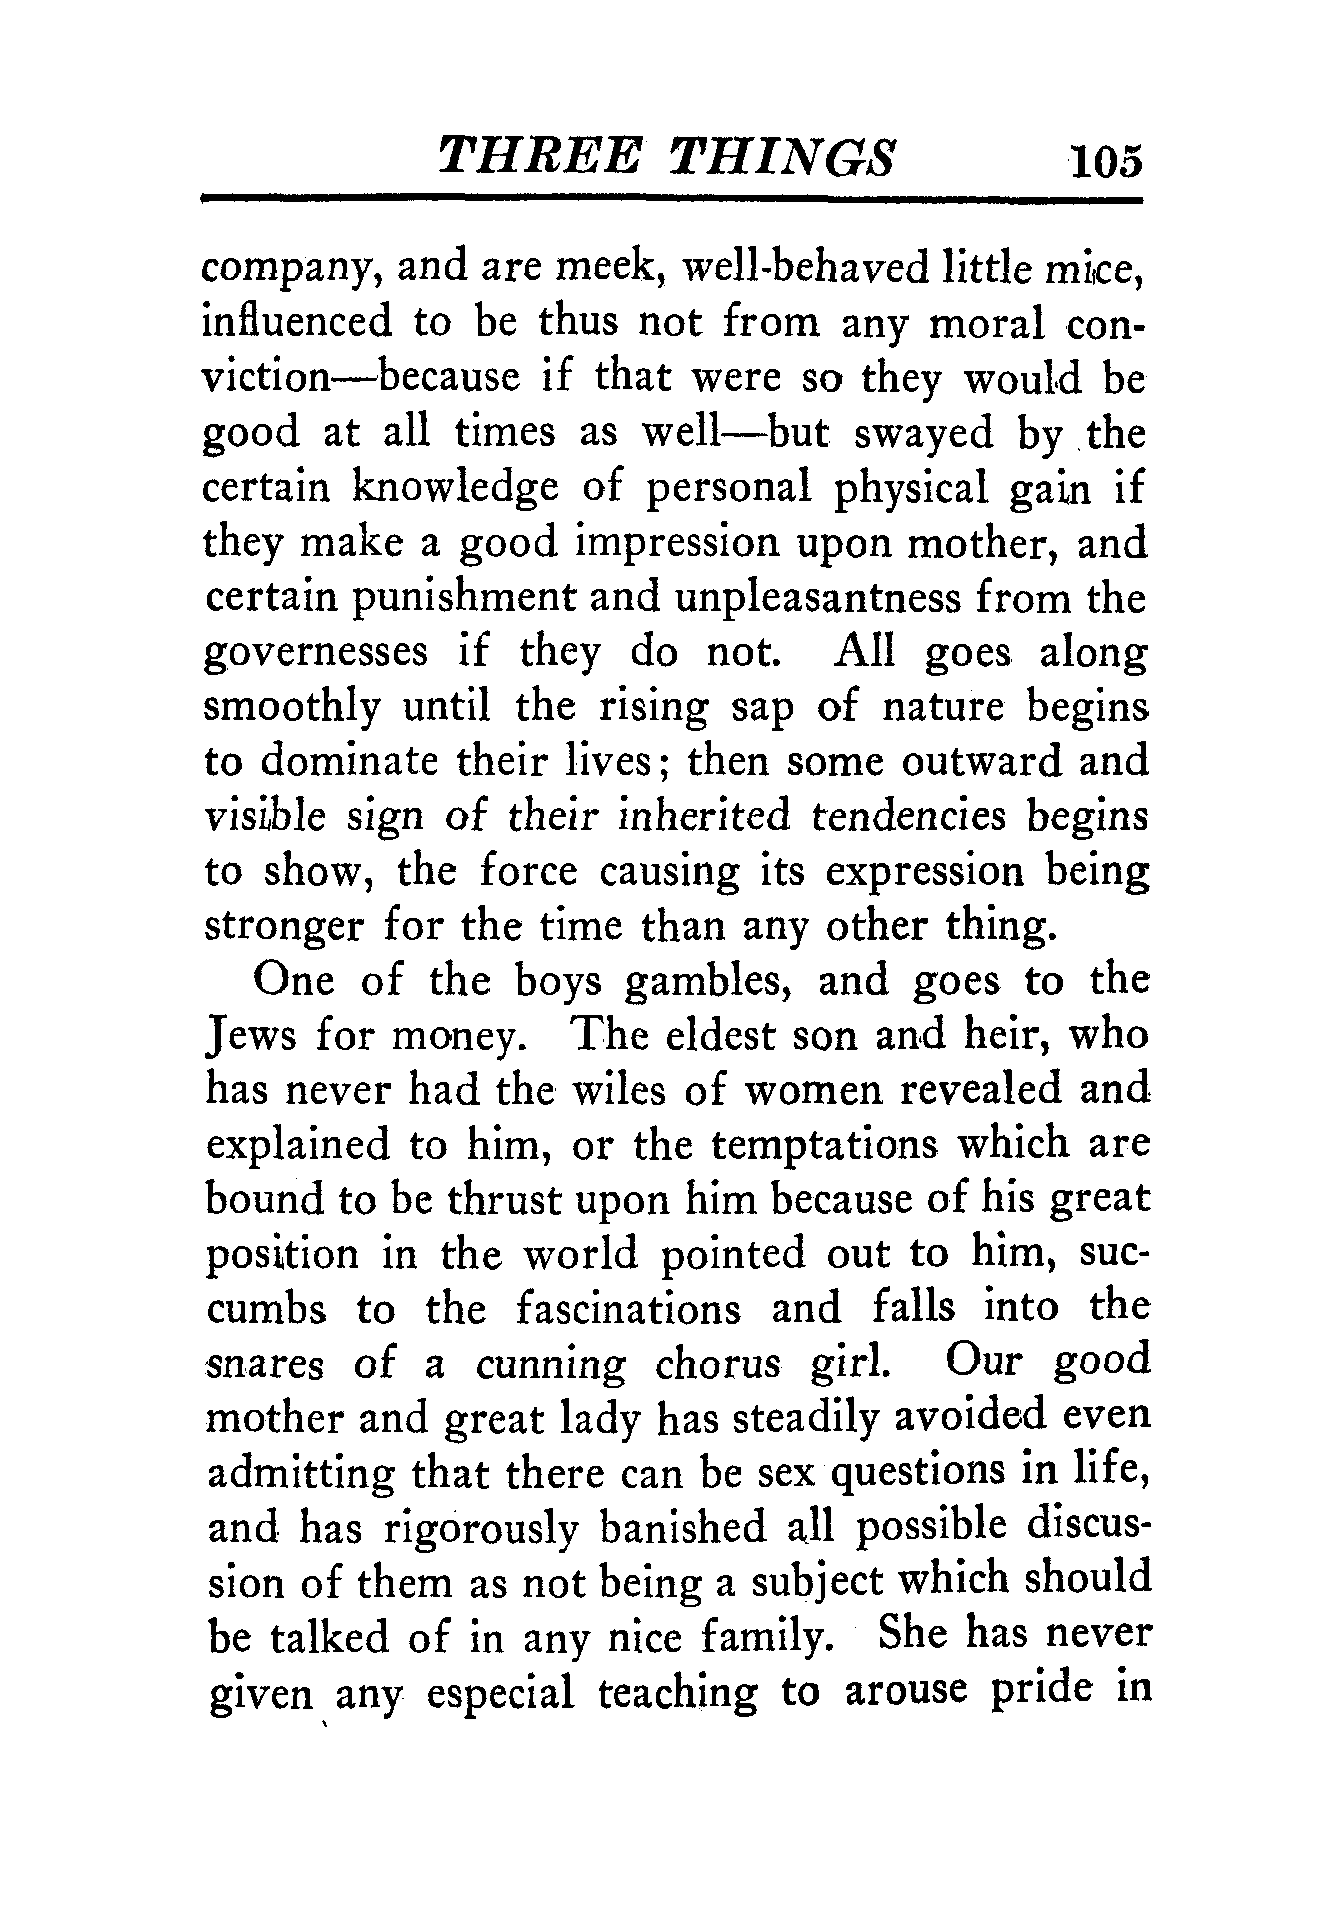 THREE THINGS 105
company, and are meek, well-behaved little mice,
influenced to be thus not from any moral con-
viction—because if that were so they would be
good at all times as well—but swayed by the
certain knowledge of personal physical gain if
they make a good impression upon mother, and
certain punishment and unpleasantness from the
governesses if they do not. All goes along
smoothly until the rising sap of nature begins
to dominate their lives; then some outward and
visible sign of their inherited tendencies begins
to show, the force causing its expression being
stronger for the time than any other thing.
One of the boys gambles, and goes to the
Jews for money. The eldest son and heir, who
has never had the wiles of women revealed and
explained to him, or the temptations which are
bound to be thrust upon him because of his great
position in the world pointed out to him, suc-
cumbs to the fascinations and falls into the
snares of a cunning chorus girl. Our good
mother and great lady has steadily avoided even
admitting that there can be sex questions in life,
and has rigorously banished all possible discus-
sion of them as not being a subject which should
be talked of in any nice family. She has never
given any especial teaching to arouse pride in